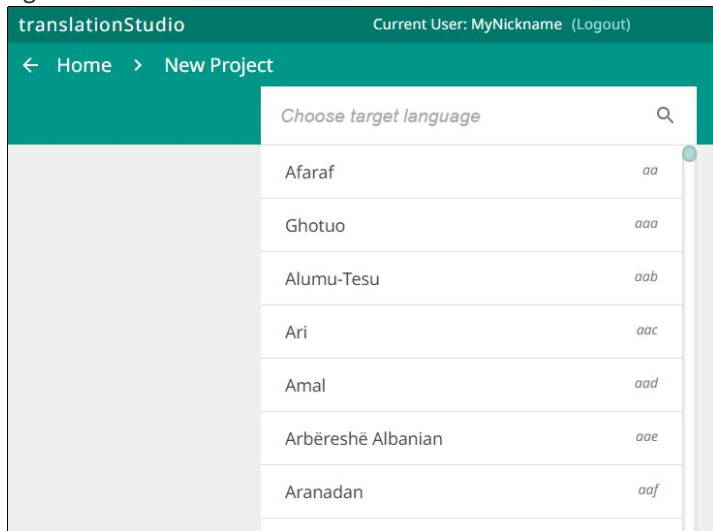 translationStudio Current User: MyNickname (Logout)
← Home > New Project
Choose target language
Afaraf aa
Ghotuo aaa
Alumu-Tesu aab
Ari aac
Amal aad
Arbëreshë Albanian aae
Aranadan aaf